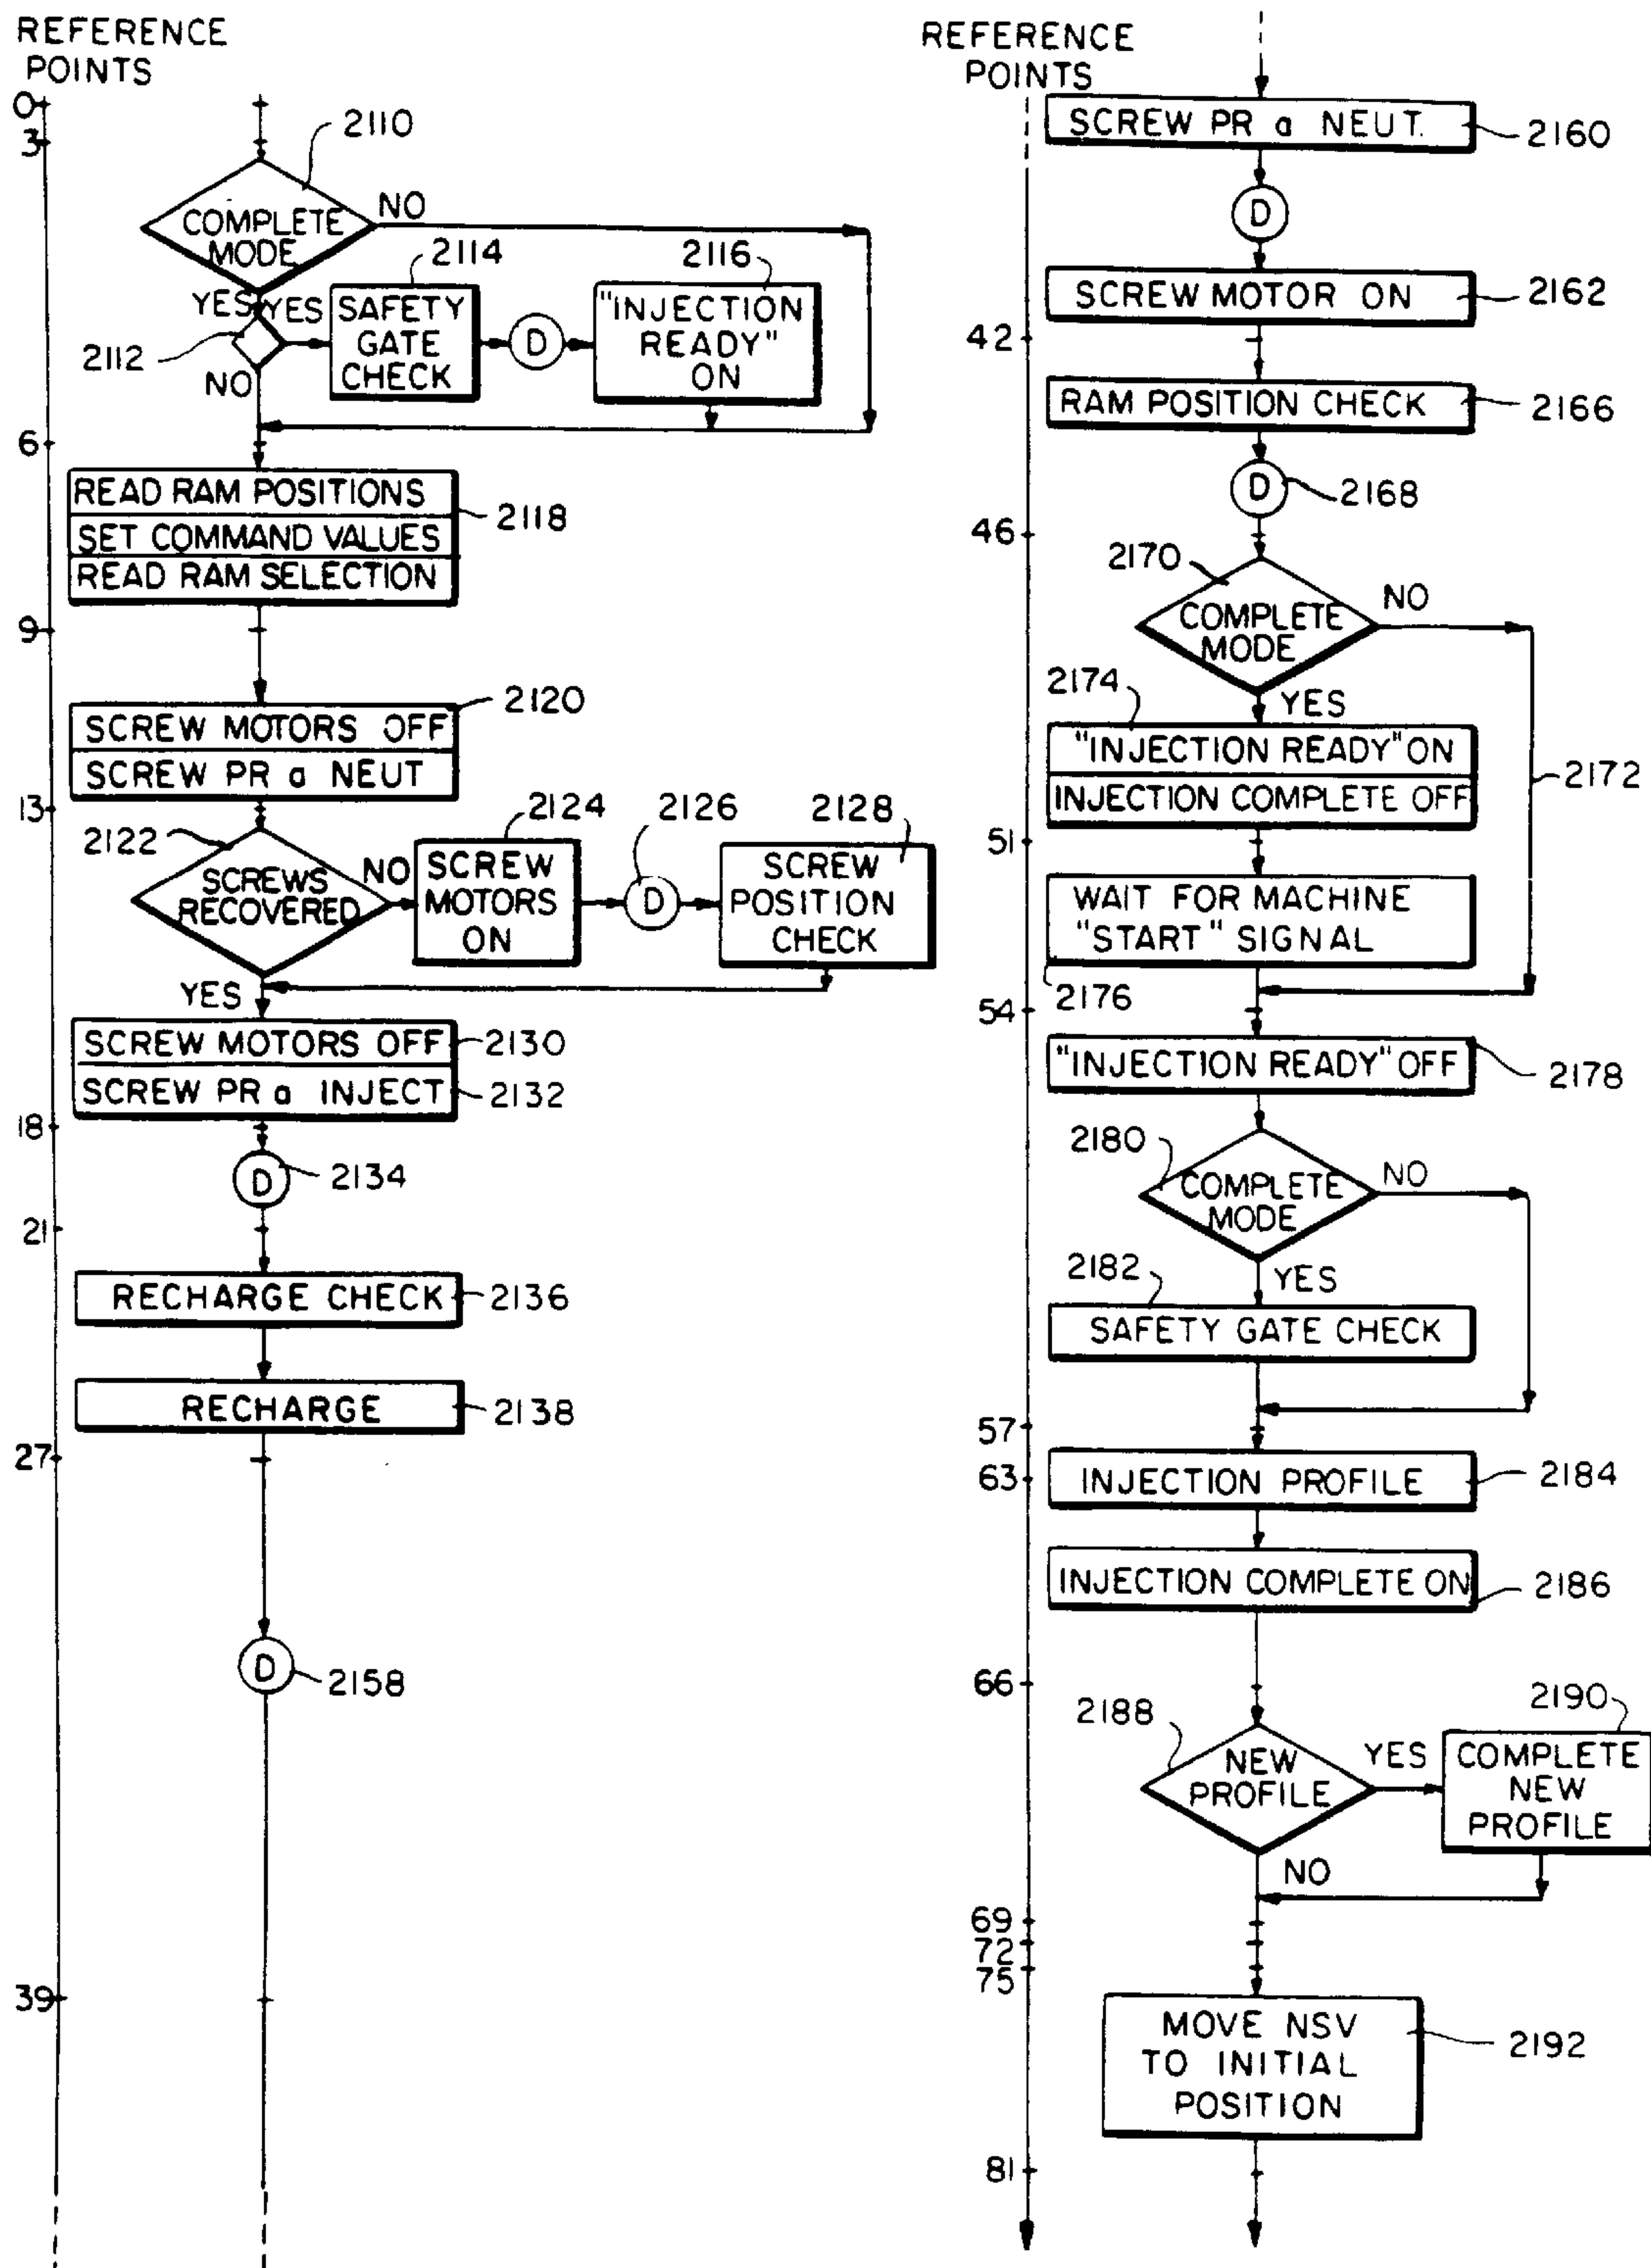 REFERENCE
POINTS
0
3
2110
COMPLETE
MODE
NO
YES
YES
2112
NO
2114
SAFETY
GATE
CHECK
D
2116
"INJECTION
READY"
ON
6
READ RAM POSITIONS
SET COMMAND VALUES
READ RAM SELECTION
2118
9
2120
SCREW MOTORS OFF
SCREW PR a NEUT
13
2122
SCREWS
RECOVERED
NO
2124
SCREW
MOTORS
ON
2126
D
2128
SCREW
POSITION
CHECK
YES
SCREW MOTORS OFF
2130
SCREW PR a INJECT
2132
18
D
2134
21
RECHARGE CHECK
2136
RECHARGE
2138
27
D
2158
39
REFERENCE
POINTS
SCREW PR a NEUT.
2160
D
SCREW MOTOR ON
2162
42
RAM POSITION CHECK
2166
D
2168
46
2170
COMPLETE
MODE
NO
2172
YES
2174
"INJECTION READY" ON
INJECTION COMPLETE OFF
51
WAIT FOR MACHINE
"START" SIGNAL
2176
54
"INJECTION READY" OFF
2178
2180
COMPLETE
MODE
NO
YES
2182
SAFETY GATE CHECK
57
63
INJECTION PROFILE
2184
INJECTION COMPLETE ON
2186
66
2188
NEW
PROFILE
YES
2190
COMPLETE
NEW
PROFILE
NO
69
72
75
MOVE NSV
TO INITIAL
POSITION
2192
81